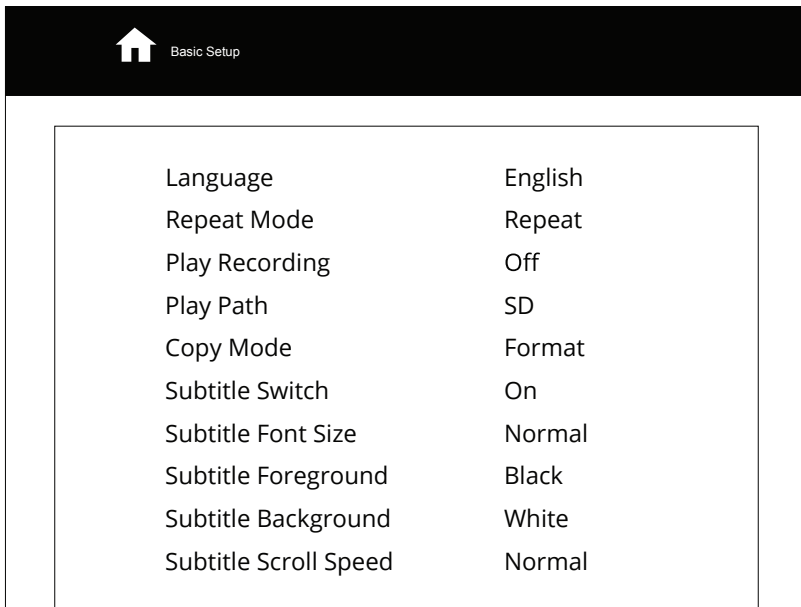 Basic Setup
Language English
Repeat Mode Repeat
Play Recording Off
Play Path SD
Copy Mode Format
Subtitle Switch On
Subtitle Font Size Normal
Subtitle Foreground Black
Subtitle Background White
Subtitle Scroll Speed Normal